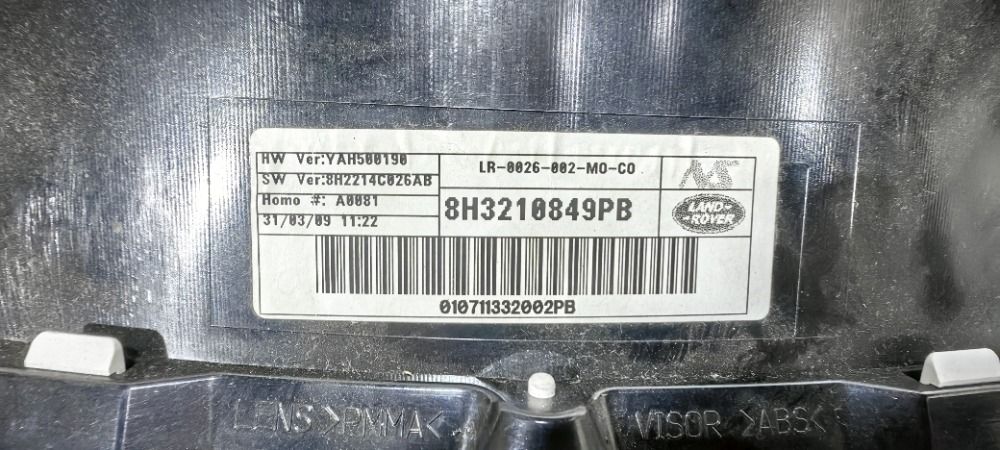 HW Ver:YAH500190
SW Ver:8H2214C026AB
Homo #: A0081
31/03/09 11:22
LR-0026-002-MO-CO
8H3210849PB
LAND-
-ROVER
010711332002PB
LENS >PMMA<
VISOR >ABS<